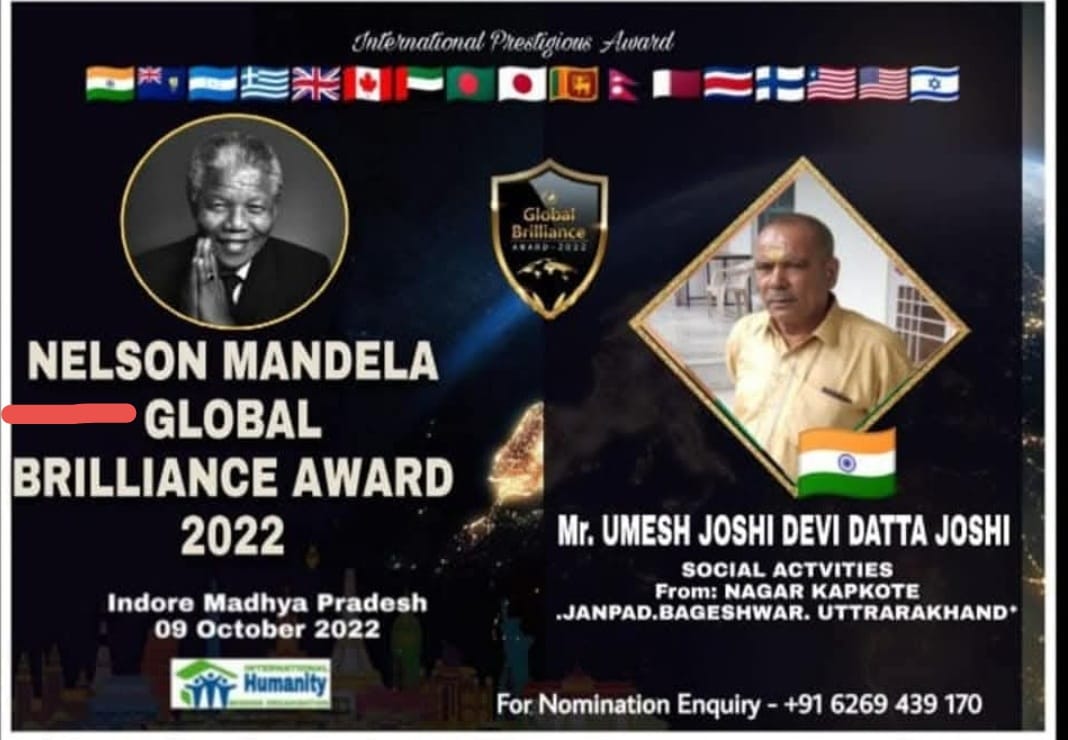 International Prestigious Award
Global
Brilliance
AWARD-2022
NELSON MANDELA
GLOBAL
BRILLIANCE AWARD
2022
Indore Madhya Pradesh
09 October 2022
INTERNATIONAL
Humanity
Mr. UMESH JOSHI DEVI DATTA JOSHI
SOCIAL ACTVITIES
From: NAGAR KAPKOTE
.JANPAD.BAGESHWAR. UTTRARAKHAND*
For Nomination Enquiry - +91 6269 439 170